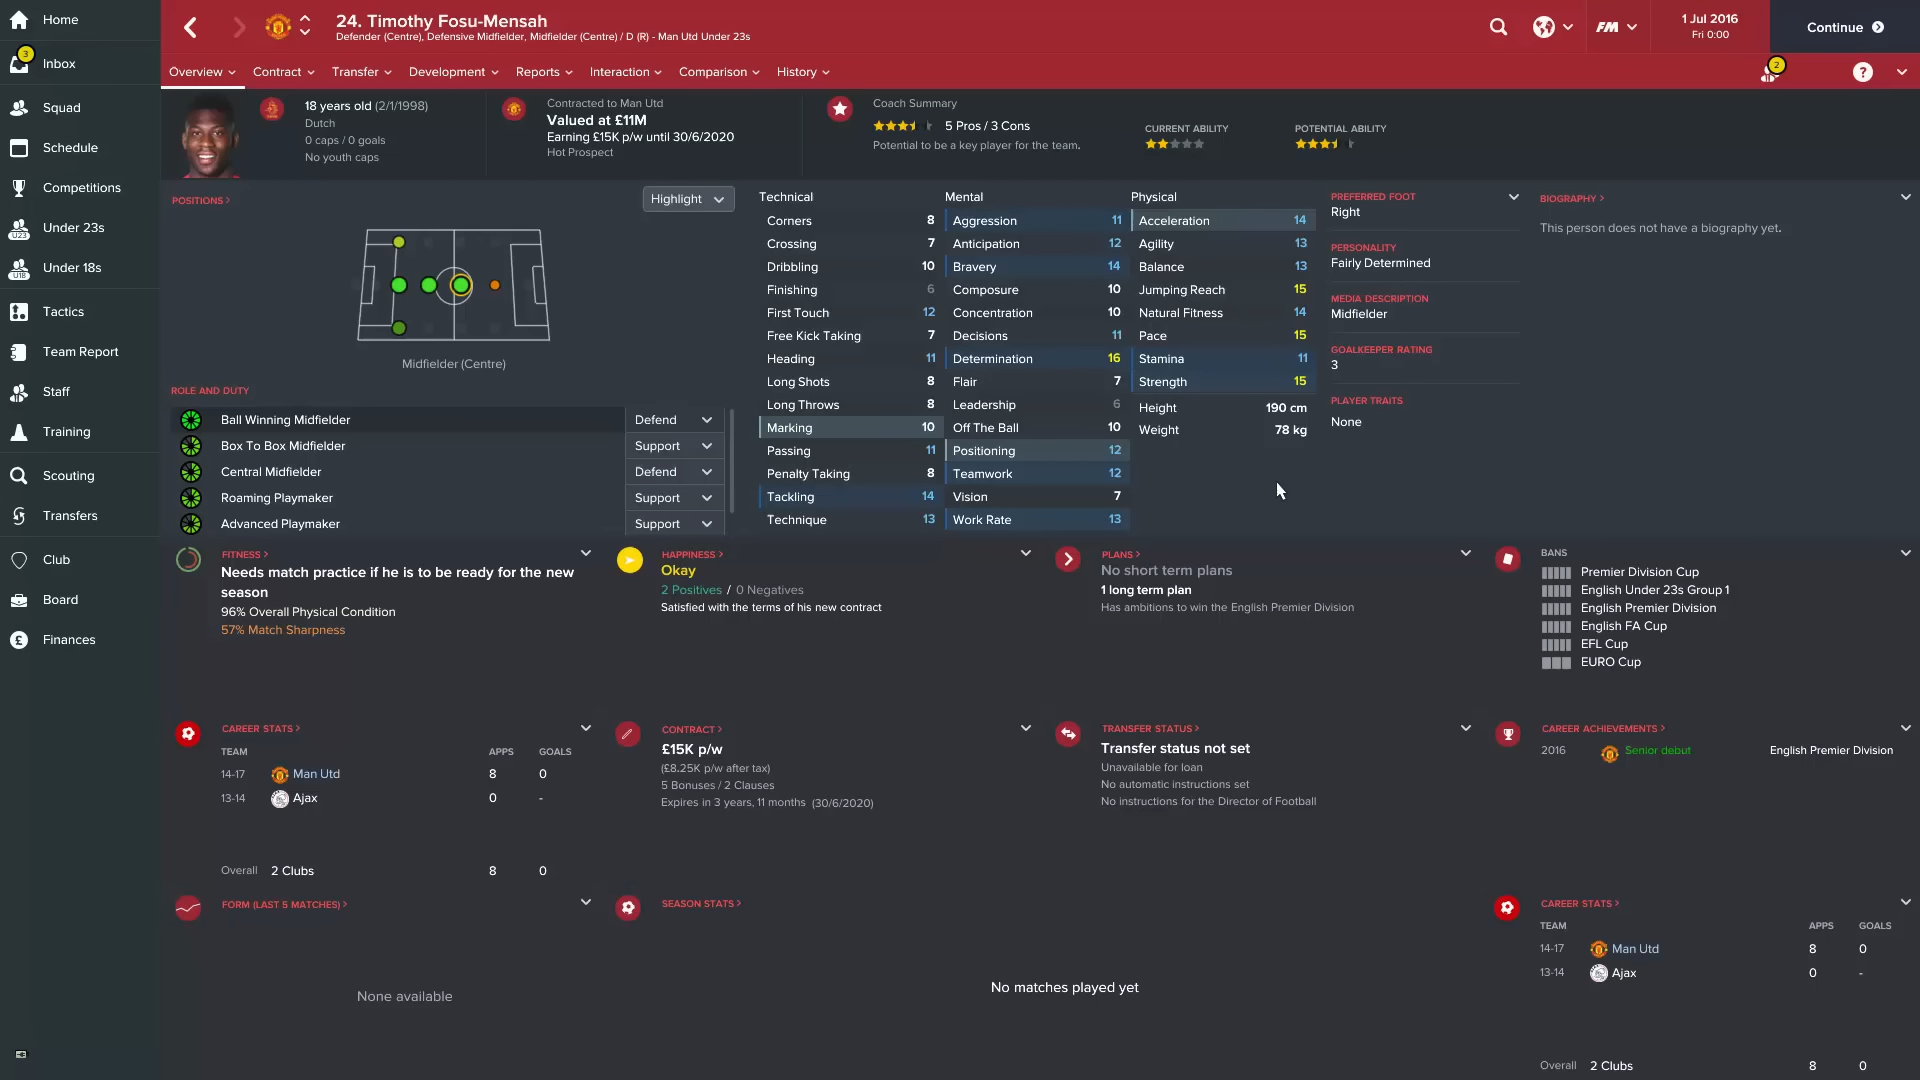 Home
3
Inbox
Squad
Schedule
Competitions
U23
Under 23s
U18
Under 18s
Tactics
Team Report
Staff
Training
Scouting
Transfers
Club
Board
Finances
24. Timothy Fosu-Mensah
Defender (Centre), Defensive Midfielder, Midfielder (Centre) / D (R) - Man Utd Under 23s
FM
1 Jul 2016
Fri 0:00
Continue
Overview
Contract
Transfer
Development
Reports
Interaction
Comparison
History
2
?
18 years old (2/1/1998)
Dutch
0 caps / 0 goals
No youth caps
Contracted to Man Utd
Valued at £11M
Earning £15K p/w until 30/6/2020
Hot Prospect
Coach Summary
5 Pros / 3 Cons
Potential to be a key player for the team.
CURRENT ABILITY
POTENTIAL ABILITY
POSITIONS >
Highlight
Midfielder (Centre)
ROLE AND DUTY
Ball Winning Midfielder Defend
Box To Box Midfielder Support
Central Midfielder Defend
Roaming Playmaker Support
Advanced Playmaker Support
Technical
Corners 8
Crossing 7
Dribbling 10
Finishing 6
First Touch 12
Free Kick Taking 7
Heading 11
Long Shots 8
Long Throws 8
Marking 10
Passing 11
Penalty Taking 8
Tackling 14
Technique 13
Mental
Aggression 11
Anticipation 12
Bravery 14
Composure 10
Concentration 10
Decisions 11
Determination 16
Flair 7
Leadership 6
Off The Ball 10
Positioning 12
Teamwork 12
Vision 7
Work Rate 13
Physical
Acceleration 14
Agility 13
Balance 13
Jumping Reach 15
Natural Fitness 14
Pace 15
Stamina 11
Strength 15
Height 190 cm
Weight 78 kg
PREFERRED FOOT
Right
PERSONALITY
Fairly Determined
MEDIA DESCRIPTION
Midfielder
GOALKEEPER RATING
3
PLAYER TRAITS
None
BIOGRAPHY >
This person does not have a biography yet.
FITNESS >
Needs match practice if he is to be ready for the new
season
96% Overall Physical Condition
57% Match Sharpness
HAPPINESS >
Okay
2 Positives / 0 Negatives
Satisfied with the terms of his new contract
PLANS >
No short term plans
1 long term plan
Has ambitions to win the English Premier Division
BANS
Premier Division Cup
English Under 23s Group 1
English Premier Division
English FA Cup
EFL Cup
EURO Cup
CAREER STATS >
TEAM APPS GOALS
14-17 Man Utd 8 0
13-14 Ajax 0 -
Overall 2 Clubs 8 0
CONTRACT >
£15K p/w
(£8.25K p/w after tax)
5 Bonuses / 2 Clauses
Expires in 3 years, 11 months (30/6/2020)
TRANSFER STATUS >
Transfer status not set
Unavailable for loan
No automatic instructions set
No instructions for the Director of Football
CAREER ACHIEVEMENTS >
2016 Senior debut English Premier Division
FORM (LAST 5 MATCHES) >
None available
SEASON STATS >
No matches played yet
CAREER STATS >
TEAM APPS GOALS
14-17 Man Utd 8 0
13-14 Ajax 0 -
Overall 2 Clubs 8 0